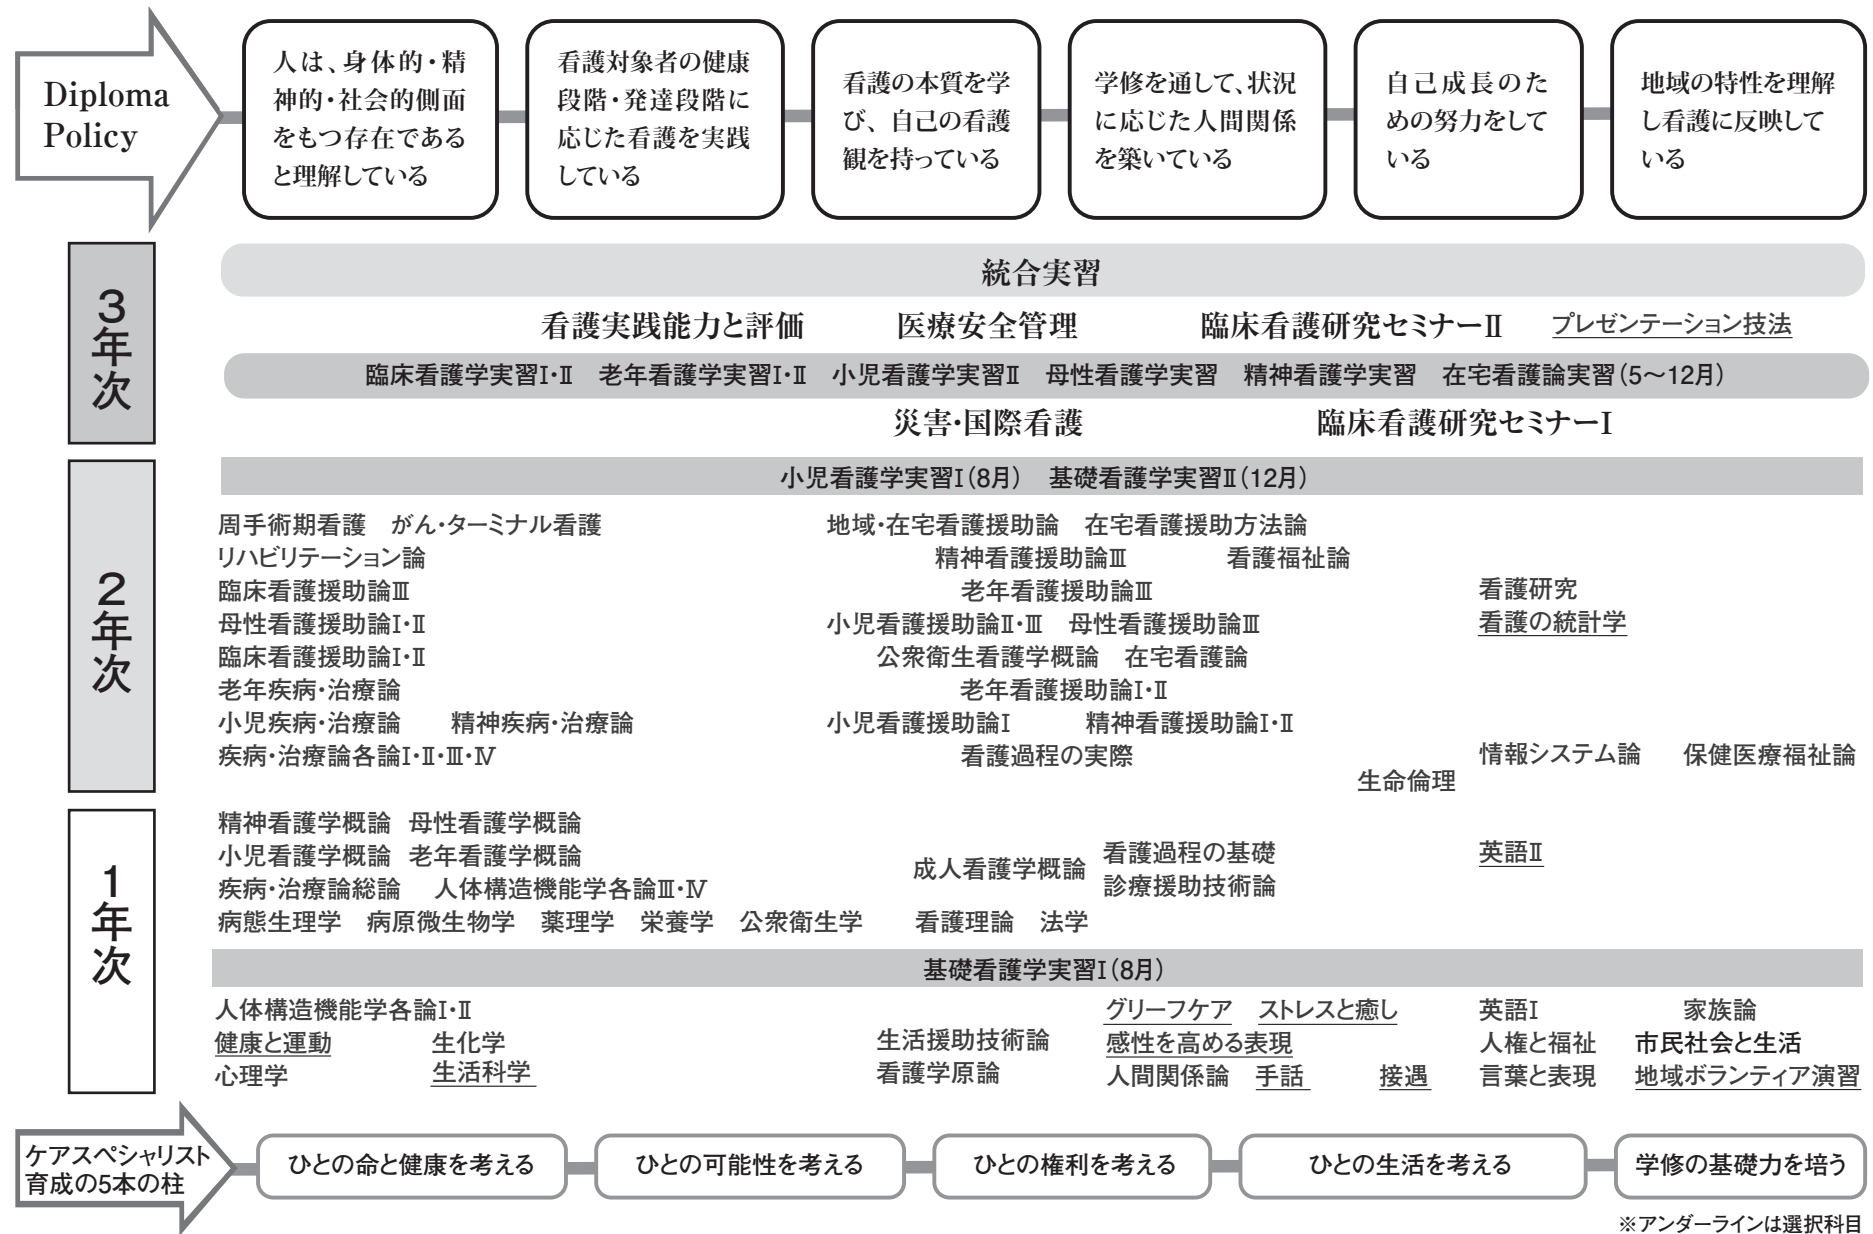 Diploma
Policy
人は、身体的・精
神的・社会的側面
をもつ存在である
と理解している
看護対象者の健康
段階・発達段階に
応じた看護を実践
している
看護の本質を学
び、自己の看護
観を持っている
学修を通して、状況
に応じた人間関係
を築いている
自己成長のた
めの努力をして
いる
地域の特性を理解
し看護に反映して
いる
3年次
統合実習
看護実践能力と評価 医療安全管理 臨床看護研究セミナーⅡ プレゼンテーション技法
臨床看護学実習Ⅰ・Ⅱ 老年看護学実習Ⅰ・Ⅱ 小児看護学実習Ⅱ 母性看護学実習 精神看護学実習 在宅看護論実習(5〜12月)
災害・国際看護 臨床看護研究セミナーⅠ
2年次
小児看護学実習Ⅰ(8月) 基礎看護学実習Ⅱ(12月)
周手術期看護 がん・ターミナル看護 地域・在宅看護援助論 在宅看護援助方法論
リハビリテーション論 精神看護援助論Ⅲ 看護福祉論
臨床看護援助論Ⅲ 老年看護援助論Ⅲ 看護研究
母性看護援助論Ⅰ・Ⅱ 小児看護援助論Ⅱ・Ⅲ 母性看護援助論Ⅲ 看護の統計学
臨床看護援助論Ⅰ・Ⅱ 公衆衛生看護学概論 在宅看護論
老年疾病・治療論 老年看護援助論Ⅰ・Ⅱ
小児疾病・治療論 精神疾病・治療論 小児看護援助論Ⅰ 精神看護援助論Ⅰ・Ⅱ
疾病・治療論各論Ⅰ・Ⅱ・Ⅲ・Ⅳ 看護過程の実際 情報システム論 保健医療福祉論
生命倫理
1年次
精神看護学概論 母性看護学概論
小児看護学概論 老年看護学概論 成人看護学概論 看護過程の基礎 英語Ⅱ
疾病・治療論総論 人体構造機能学各論Ⅲ・Ⅳ 診療援助技術論
病態生理学 病原微生物学 薬理学 栄養学 公衆衛生学 看護理論 法学
基礎看護学実習Ⅰ(8月)
人体構造機能学各論Ⅰ・Ⅱ グリーフケア ストレスと癒し 英語Ⅰ 家族論
健康と運動 生化学 生活援助技術論 感性を高める表現 人権と福祉 市民社会と生活
心理学 生活科学 看護学原論 人間関係論 手話 接遇 言葉と表現 地域ボランティア演習
ケアスペシャリスト
育成の5本の柱
ひとの命と健康を考える
ひとの可能性を考える
ひとの権利を考える
ひとの生活を考える
学修の基礎力を培う
※アンダーラインは選択科目